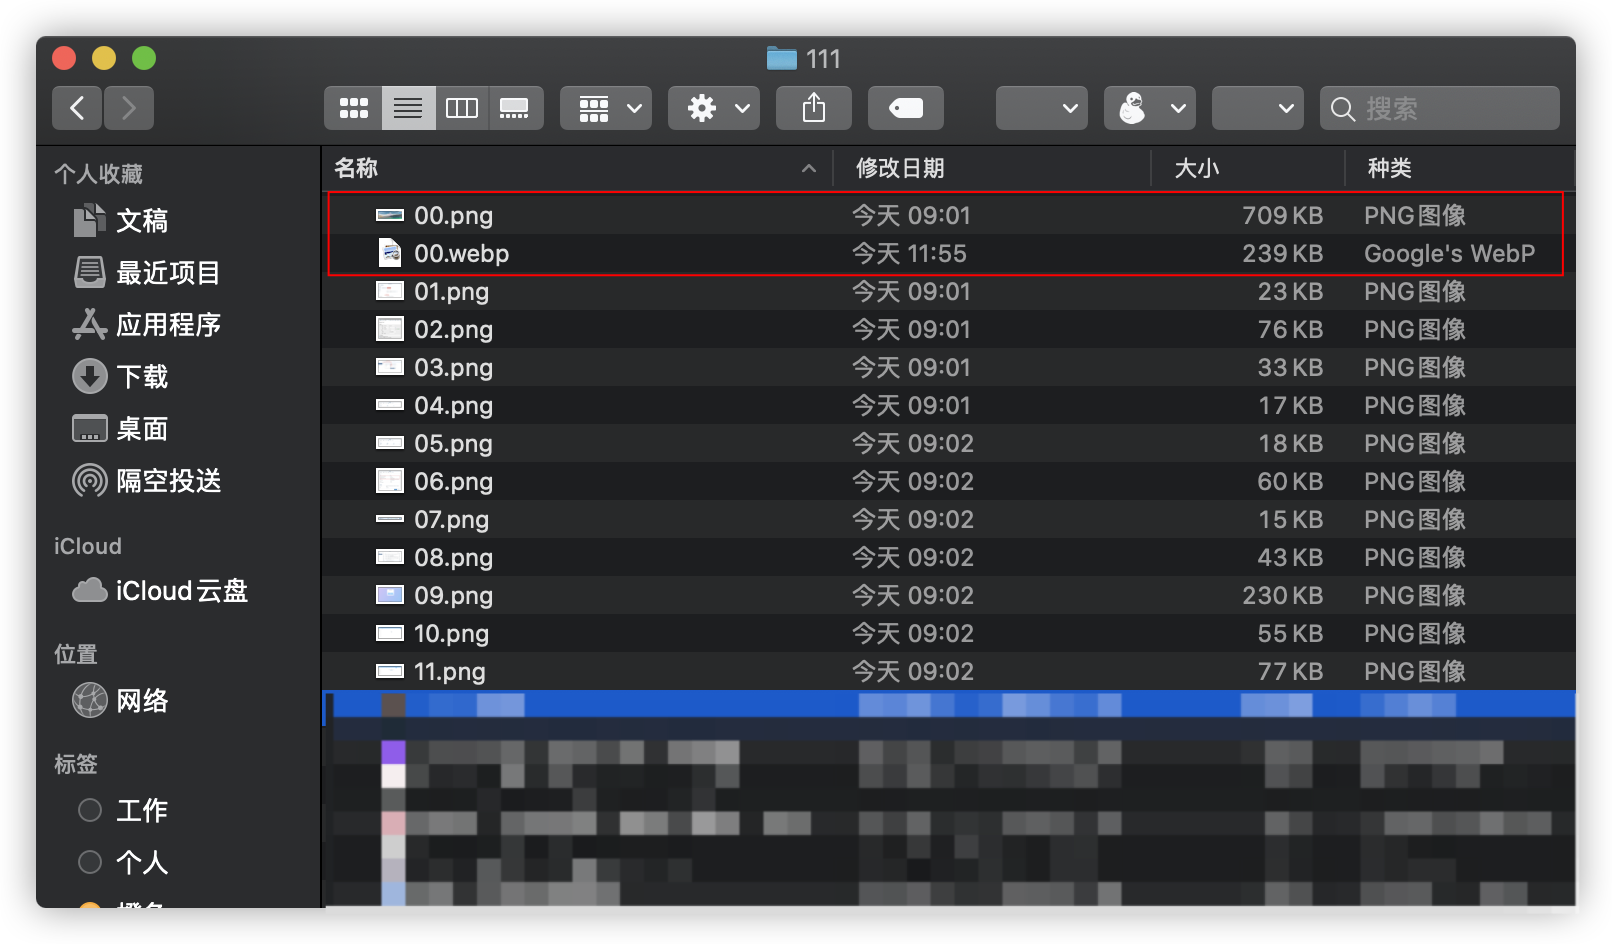 111
搜索
个人收藏
文稿
最近项目
应用程序
下载
桌面
隔空投送
iCloud
iCloud云盘
位置
网络
标签
工作
个人
橙色
名称 修改日期 大小 种类
00.png 今天 09:01 709 KB PNG图像
00.webp 今天 11:55 239 KB Google's WebP
01.png 今天 09:01 23 KB PNG图像
02.png 今天 09:01 76 KB PNG图像
03.png 今天 09:01 33 KB PNG图像
04.png 今天 09:01 17 KB PNG图像
05.png 今天 09:02 18 KB PNG图像
06.png 今天 09:02 60 KB PNG图像
07.png 今天 09:02 15 KB PNG图像
08.png 今天 09:02 43 KB PNG图像
09.png 今天 09:02 230 KB PNG图像
10.png 今天 09:02 55 KB PNG图像
11.png 今天 09:02 77 KB PNG图像